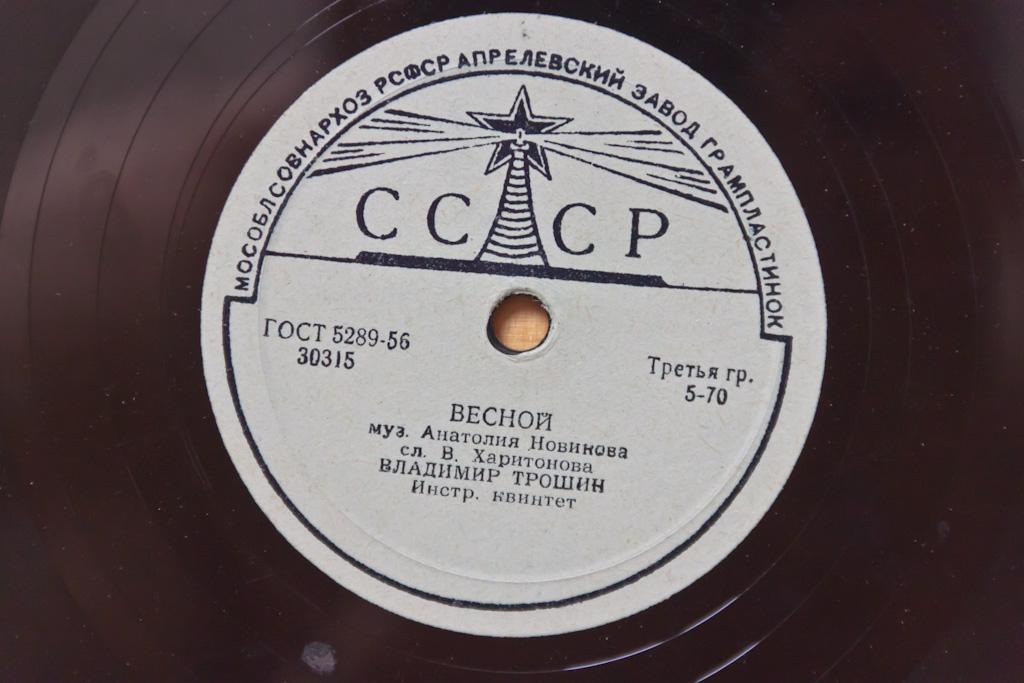 МОСОБЛСОВНАРХОЗ РСФСР АПРЕЛЕВСКИЙ ЗАВОД ГРАМПЛАСТИНОК
СССР
ГОСТ 5289-56
30315
Третья гр.
5-70
ВЕСНОЙ
муз. Анатолия Новикова
сл. В. Харитонова
ВЛАДИМИР ТРОШИН
Инстр. квинтет